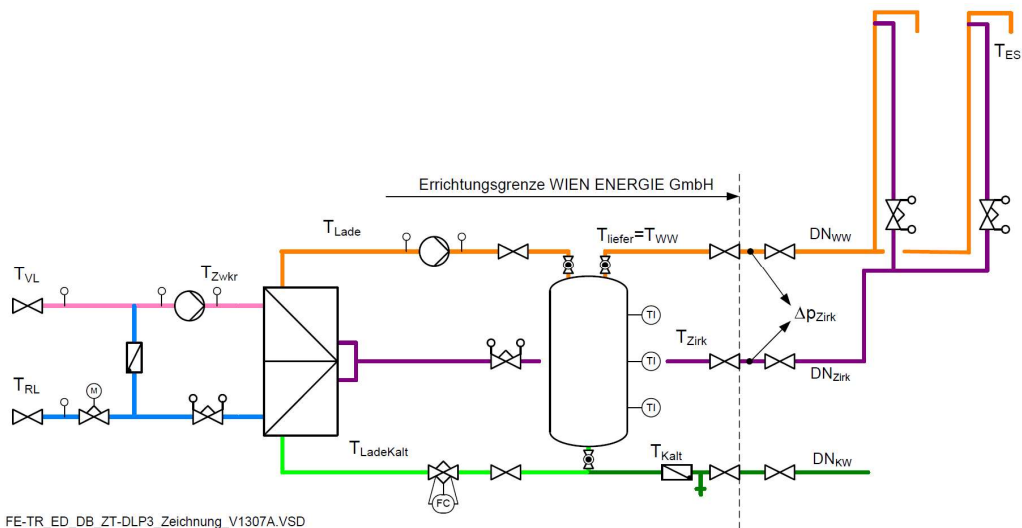 T_ES
Errichtungsgrenze WIEN ENERGIE GmbH
T_Lade
T_liefer=T_WW
DN_WW
T_VL
T_Zwkr
TI
Δp_Zirk
T_Zirk
TI
DN_Zirk
T_RL
M
TI
T_LadeKalt
T_Kalt
DN_KW
FC
FE-TR_ED_DB_ZT-DLP3_Zeichnung_V1307A.VSD